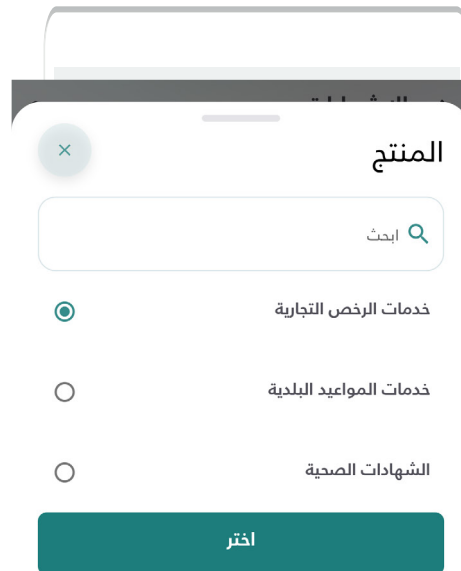 المنتج
ابحث
خدمات الرخص التجارية
خدمات المواعيد البلدية
الشهادات الصحية
اختر